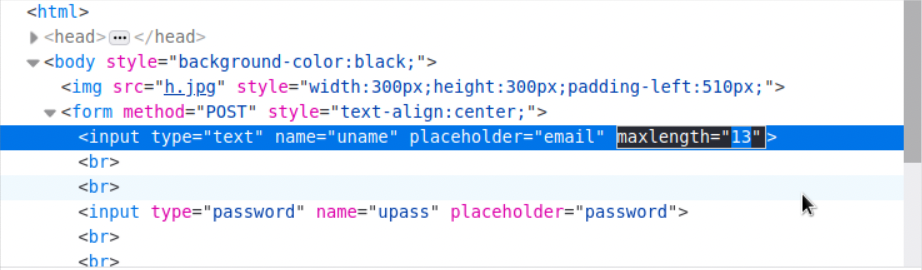 <html>
<head> ••• </head>
<body style="background-color:black;">
<img src="h.jpg" style="width:300px;height:300px;padding-left:510px;">
<form method="POST" style="text-align:center;">
<input type="text" name="uname" placeholder="email" maxlength="13">
<br>
<br>
<input type="password" name="upass" placeholder="password">
<br>
<br>